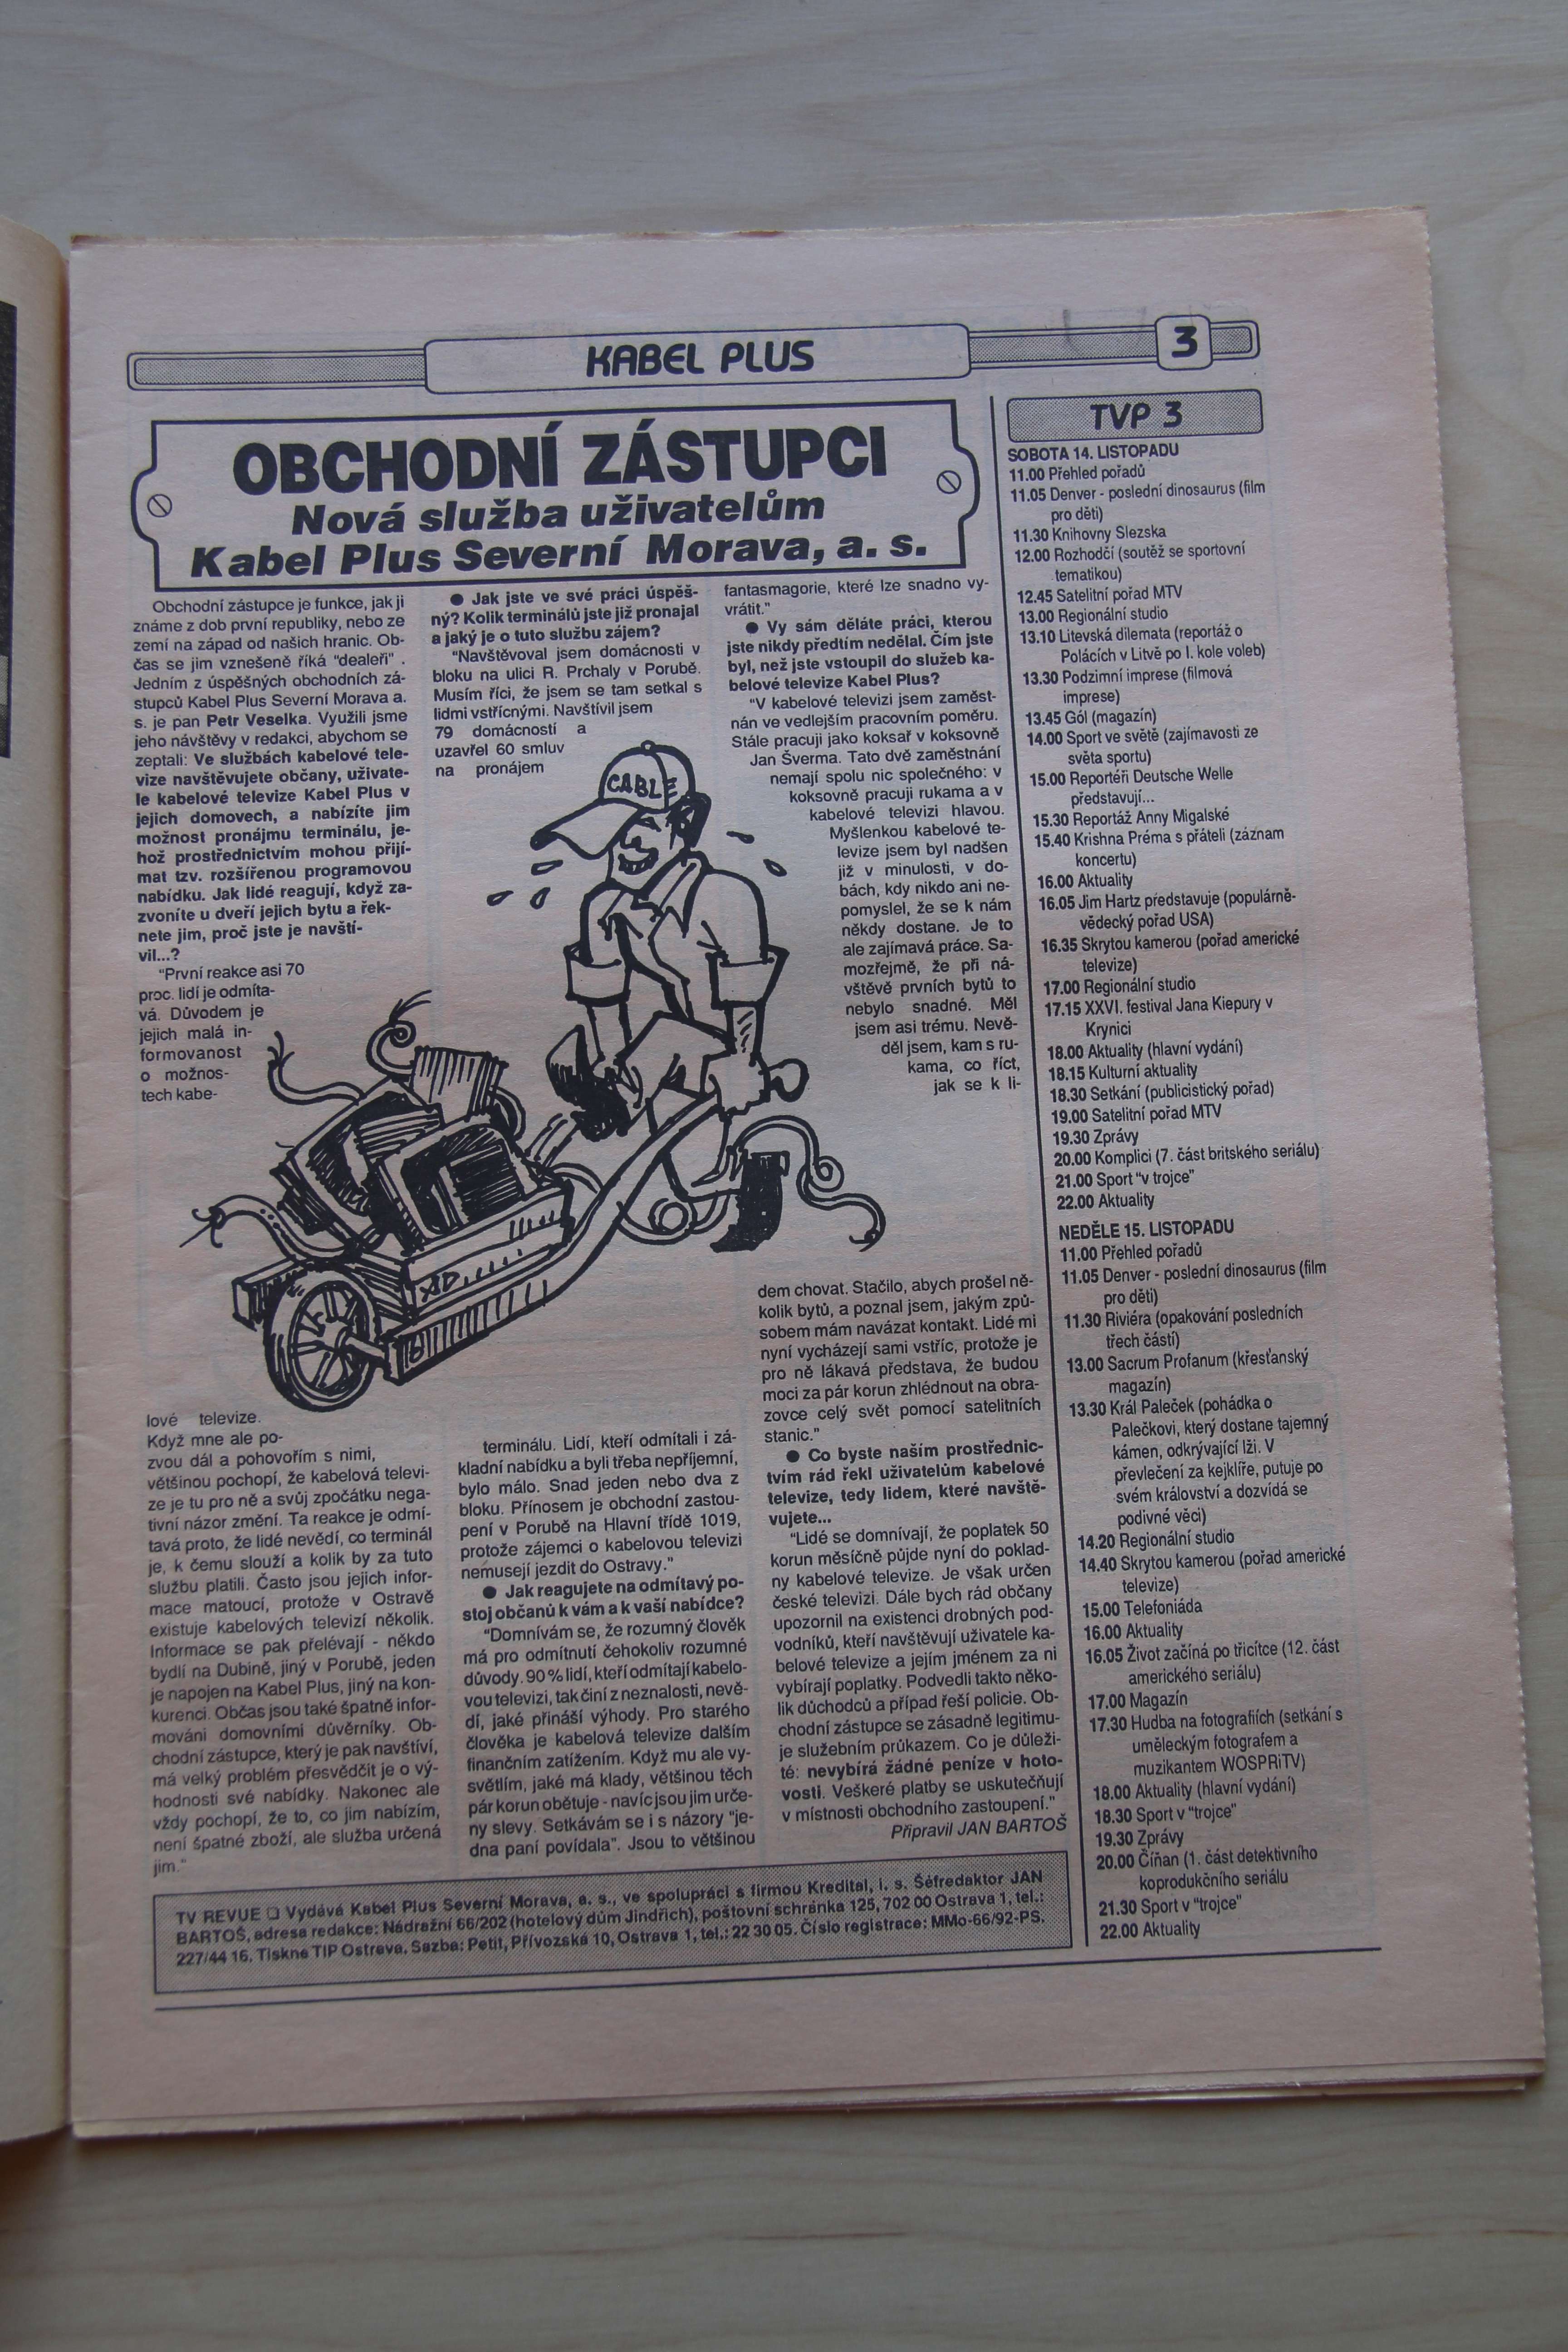 KABEL PLUS
3
OBCHODNÍ ZÁSTUPCI
Nová služba uživatelům
Kabel Plus Severní Morava, a. s.
Obchodní zástupce je funkce, jak ji
známe z dob první republiky, nebo ze
zemí na západ od našich hranic. Ob-
čas se jim vznešeně říká "dealeři" .
Jedním z úspěšných obchodních zá-
stupců Kabel Plus Severní Morava a.
s. je pan Petr Veselka. Využili jsme
jeho návštěvy v redakci, abychom se
zeptali: Ve službách kabelové tele-
vize navštěvujete občany, uživate-
le kabelové televize Kabel Plus v
jejich domovech, a nabízíte jim
možnost pronájmu terminálu, je-
hož prostřednictvím mohou přijí-
mat tzv. rozšířenou programovou
nabídku. Jak lidé reagují, když za-
zvoníte u dveří jejich bytu a řek-
nete jim, proč jste je navští-
vil...?
"První reakce asi 70
proc. lidí je odmíta-
vá. Důvodem je
jejich malá in-
formovanost
o možnos-
tech kabe-
lové televize.
Když mne ale po-
zvou dál a pohovořím s nimi,
většinou pochopí, že kabelová televi-
ze je tu pro ně a svůj zpočátku nega-
tivní názor změní. Ta reakce je odmí-
tavá proto, že lidé nevědí, co terminál
je, k čemu slouží a kolik by za tuto
službu platili. Často jsou jejich infor-
mace matoucí, protože v Ostravě
existuje kabelových televizí několik.
Informace se pak přelévají - někdo
bydlí na Dubině, jiný v Porubě, jeden
je napojen na Kabel Plus, jiný na kon-
kurenci. Občas jsou také špatně infor-
mováni domovními důvěrníky. Ob-
chodní zástupce, který je pak navštíví,
má velký problém přesvědčit je o vý-
hodnosti své nabídky. Nakonec ale
vždy pochopí, že to, co jim nabízím,
není špatné zboží, ale služba určená
jim."
● Jak jste ve své práci úspěš-
ný? Kolik terminálů jste již pronajal
a jaký je o tuto službu zájem?
"Navštěvoval jsem domácnosti v
bloku na ulici R. Prchaly v Porubě.
Musím říci, že jsem se tam setkal s
lidmi vstřícnými. Navštívil jsem
79 domácností a
uzavřel 60 smluv
na pronájem
CABLE
terminálu. Lidí, kteří odmítali i zá-
kladní nabídku a byli třeba nepříjemní,
bylo málo. Snad jeden nebo dva z
bloku. Přínosem je obchodní zastou-
pení v Porubě na Hlavní třídě 1019,
protože zájemci o kabelovou televizi
nemusejí jezdit do Ostravy."
● Jak reagujete na odmítavý po-
stoj občanů k vám a k vaší nabídce?
"Domnívám se, že rozumný člověk
má pro odmítnutí čehokoliv rozumné
důvody. 90 % lidí, kteří odmítají kabelo-
vou televizi, tak činí z neznalosti, nevě-
dí, jaké přináší výhody. Pro starého
člověka je kabelová televize dalším
finančním zatížením. Když mu ale vy-
světlím, jaké má klady, většinou těch
pár korun obětuje - navíc jsou jim urče-
ny slevy. Setkávám se i s názory "je-
dna paní povídala". Jsou to většinou
fantasmagorie, které lze snadno vy-
vrátit."
● Vy sám děláte práci, kterou
jste nikdy předtím nedělal. Čím jste
byl, než jste vstoupil do služeb ka-
belové televize Kabel Plus?
"V kabelové televizi jsem zaměst-
nán ve vedlejším pracovním poměru.
Stále pracuji jako koksař v koksovně
Jan Šverma. Tato dvě zaměstnání
nemají spolu nic společného: v
koksovně pracuji rukama a v
kabelové televizi hlavou.
Myšlenkou kabelové te-
levize jsem byl nadšen
již v minulosti, v do-
bách, kdy nikdo ani ne-
pomyslel, že se k nám
někdy dostane. Je to
ale zajímavá práce. Sa-
mozřejmě, že při ná-
vštěvě prvních bytů to
nebylo snadné. Měl
jsem asi trému. Nevě-
děl jsem, kam s ru-
kama, co říct,
jak se k li-
dem chovat. Stačilo, abych prošel ně-
kolik bytů, a poznal jsem, jakým způ-
sobem mám navázat kontakt. Lidé mi
nyní vycházejí sami vstříc, protože je
pro ně lákavá představa, že budou
moci za pár korun zhlédnout na obra-
zovce celý svět pomocí satelitních
stanic."
● Co byste naším prostřednic-
tvím rád řekl uživatelům kabelové
televize, tedy lidem, které navště-
vujete...
"Lidé se domnívají, že poplatek 50
korun měsíčně půjde nyní do poklad-
ny kabelové televize. Je však určen
české televizi. Dále bych rád občany
upozornil na existenci drobných pod-
vodníků, kteří navštěvují uživatele ka-
belové televize a jejím jménem za ni
vybírají poplatky. Podvedli takto něko-
lik důchodců a případ řeší policie. Ob-
chodní zástupce se zásadně legitimu-
je služebním průkazem. Co je důleži-
té: nevybírá žádné peníze v hoto-
vosti. Veškeré platby se uskutečňují
v místnosti obchodního zastoupení."
Připravil JAN BARTOŠ
TV REVUE ❑ Vydává Kabel Plus Severní Morava, a. s., ve spolupráci s firmou Kredital, i. s. Šéfredaktor JAN
BARTOŠ, adresa redakce: Nádražní 66/202 (hotelový dům Jindřich), poštovní schránka 125, 702 00 Ostrava 1, tel.:
227/44 16. Tiskne TIP Ostrava. Sazba: Petit, Přívozská 10, Ostrava 1, tel.: 22 30 05. Číslo registrace: MMo-66/92-PS.
TVP 3
SOBOTA 14. LISTOPADU
11.00 Přehled pořadů
11.05 Denver - poslední dinosaurus (film
pro děti)
11.30 Knihovny Slezska
12.00 Rozhodčí (soutěž se sportovní
tematikou)
12.45 Satelitní pořad MTV
13.00 Regionální studio
13.10 Litevská dilemata (reportáž o
Polácích v Litvě po I. kole voleb)
13.30 Podzimní imprese (filmová
imprese)
13.45 Gól (magazín)
14.00 Sport ve světě (zajímavosti ze
světa sportu)
15.00 Reportéři Deutsche Welle
představují...
15.30 Reportáž Anny Migalské
15.40 Krishna Préma s přáteli (záznam
koncertu)
16.00 Aktuality
16.05 Jim Hartz představuje (populárně-
vědecký pořad USA)
16.35 Skrytou kamerou (pořad americké
televize)
17.00 Regionální studio
17.15 XXVI. festival Jana Kiepury v
Krynici
18.00 Aktuality (hlavní vydání)
18.15 Kulturní aktuality
18.30 Setkání (publicistický pořad)
19.00 Satelitní pořad MTV
19.30 Zprávy
20.00 Komplici (7. část britského seriálu)
21.00 Sport "v trojce"
22.00 Aktuality
NEDĚLE 15. LISTOPADU
11.00 Přehled pořadů
11.05 Denver - poslední dinosaurus (film
pro děti)
11.30 Riviéra (opakování posledních
třech částí)
13.00 Sacrum Profanum (křesťanský
magazín)
13.30 Král Paleček (pohádka o
Palečkovi, který dostane tajemný
kámen, odkrývající lži. V
převlečení za kejklíře, putuje po
svém království a dozvídá se
podivné věci)
14.20 Regionální studio
14.40 Skrytou kamerou (pořad americké
televize)
15.00 Telefoniáda
16.00 Aktuality
16.05 Život začíná po třicítce (12. část
amerického seriálu)
17.00 Magazín
17.30 Hudba na fotografiích (setkání s
uměleckým fotografem a
muzikantem WOSPRiTV)
18.00 Aktuality (hlavní vydání)
18.30 Sport v "trojce"
19.30 Zprávy
20.00 Číňan (1. část detektivního
koprodukčního seriálu
21.30 Sport v "trojce"
22.00 Aktuality